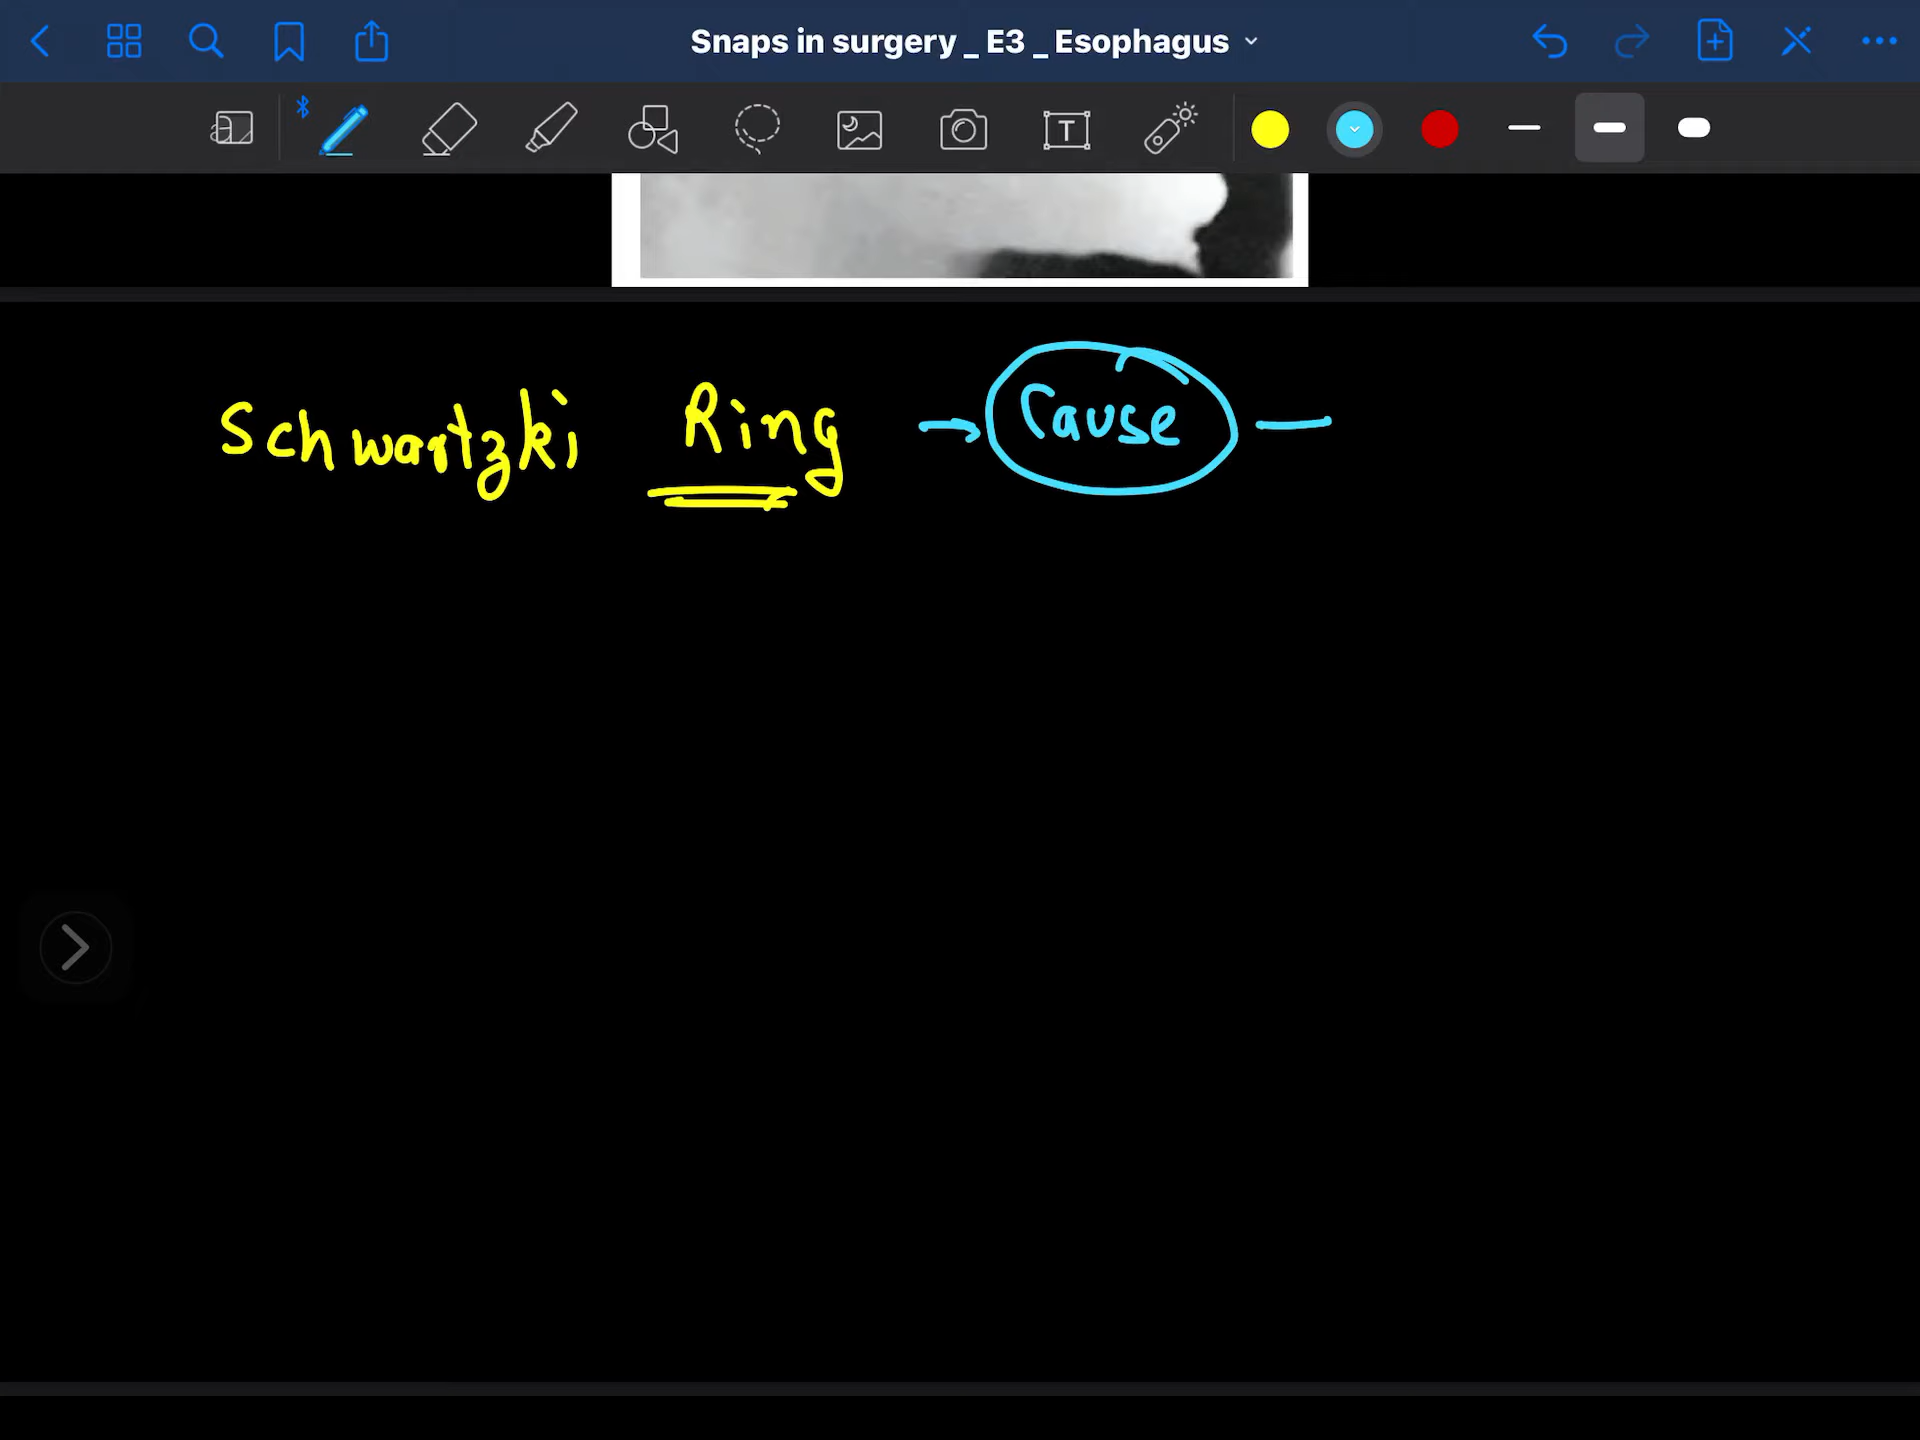 Snaps in surgery _ E3 _ Esophagus
T
Schwartzki Ring → Cause —